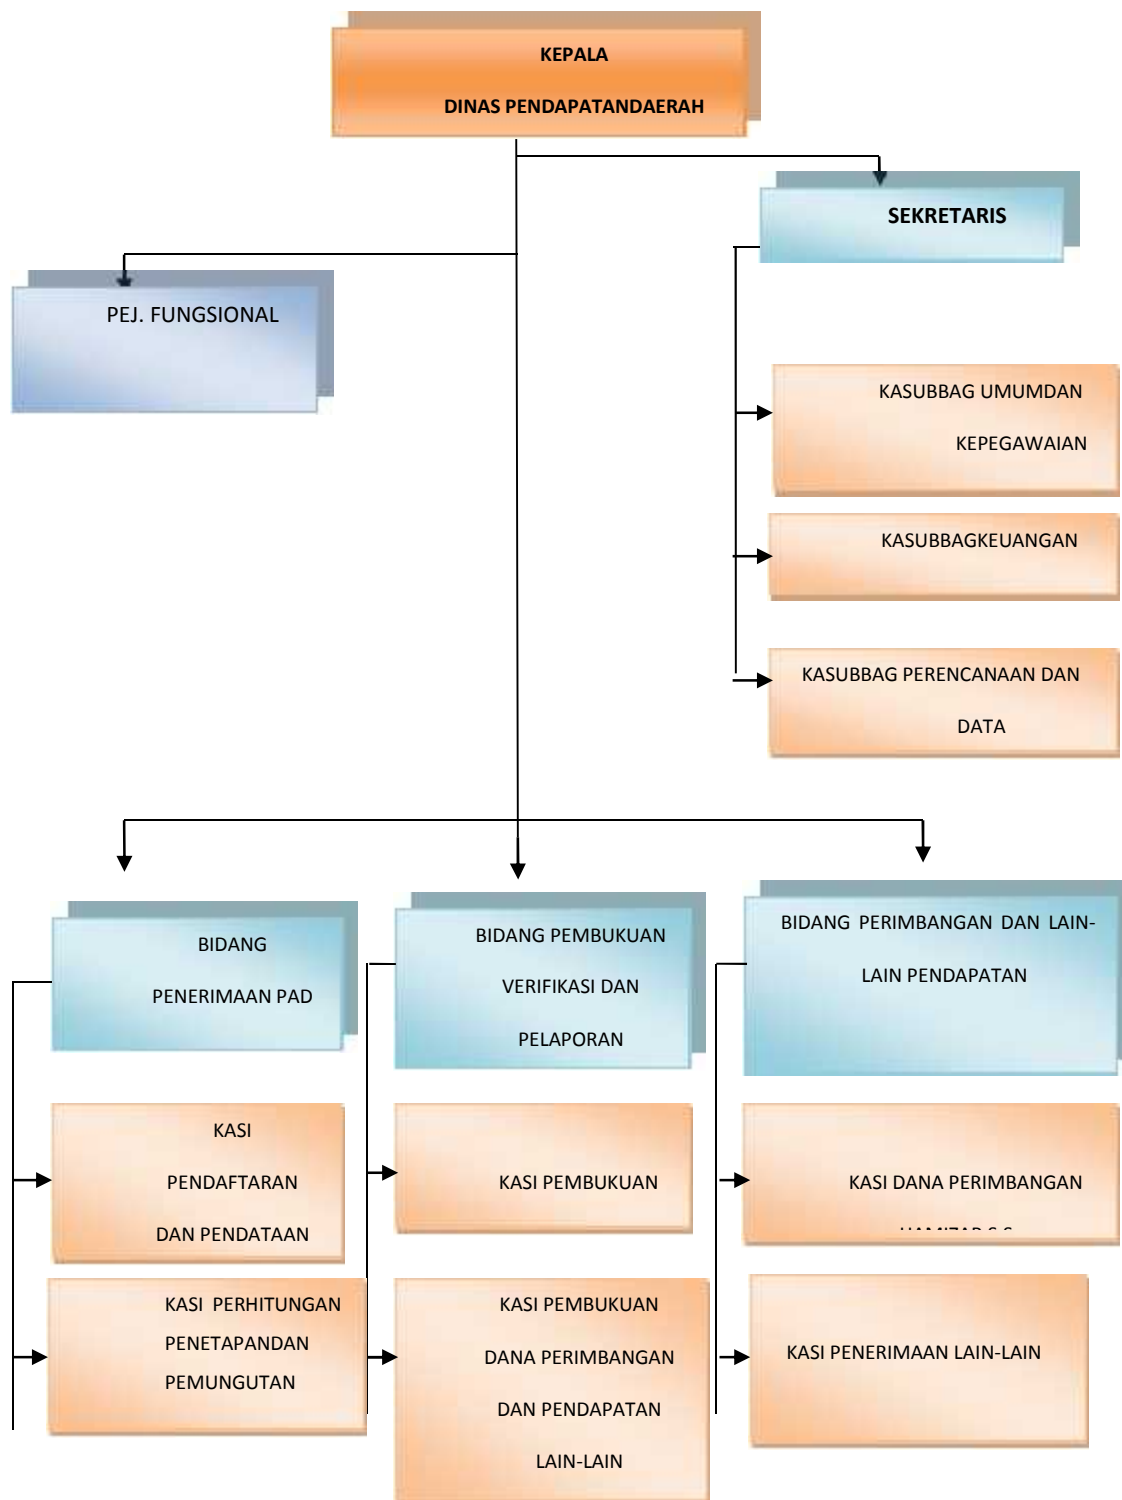 KEPALA
DINAS PENDAPATANDAERAH
SEKRETARIS
PEJ. FUNGSIONAL
KASUBBAG UMUMDAN
KEPEGAWAIAN
KASUBBAGKEUANGAN
KASUBBAG PERENCANAAN DAN
DATA
BIDANG
PENERIMAAN PAD
BIDANG PEMBUKUAN
VERIFIKASI DAN
PELAPORAN
BIDANG PERIMBANGAN DAN LAIN-
LAIN PENDAPATAN
KASI
PENDAFTARAN
DAN PENDATAAN
KASI PEMBUKUAN
KASI DANA PERIMBANGAN
KASI PERHITUNGAN
PENETAPANDAN
PEMUNGUTAN
KASI PEMBUKUAN
DANA PERIMBANGAN
DAN PENDAPATAN
LAIN-LAIN
KASI PENERIMAAN LAIN-LAIN